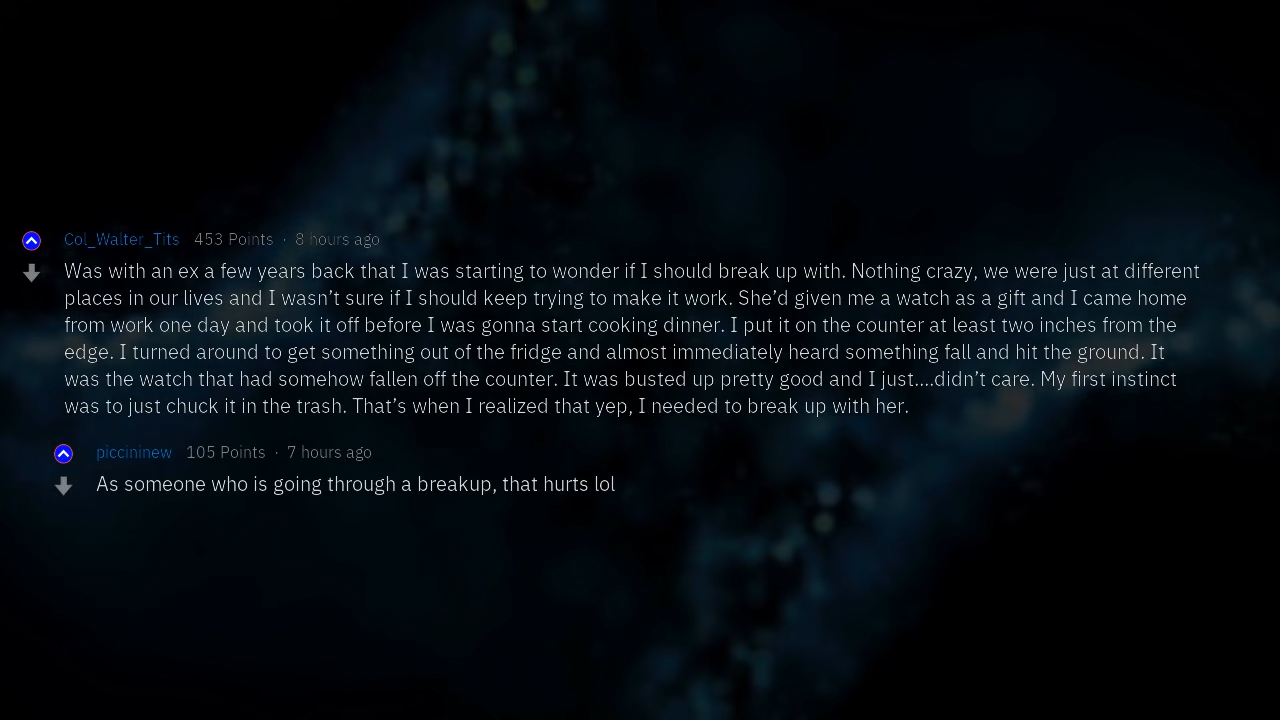 Col_Walter_Tits 453 Points · 8 hours ago
Was with an ex a few years back that I was starting to wonder if I should break up with. Nothing crazy, we were just at different
places in our lives and I wasn’t sure if I should keep trying to make it work. She’d given me a watch as a gift and I came home
from work one day and took it off before I was gonna start cooking dinner. I put it on the counter at least two inches from the
edge. I turned around to get something out of the fridge and almost immediately heard something fall and hit the ground. It
was the watch that had somehow fallen off the counter. It was busted up pretty good and I just....didn’t care. My first instinct
was to just chuck it in the trash. That’s when I realized that yep, I needed to break up with her.
piccininew 105 Points · 7 hours ago
As someone who is going through a breakup, that hurts lol